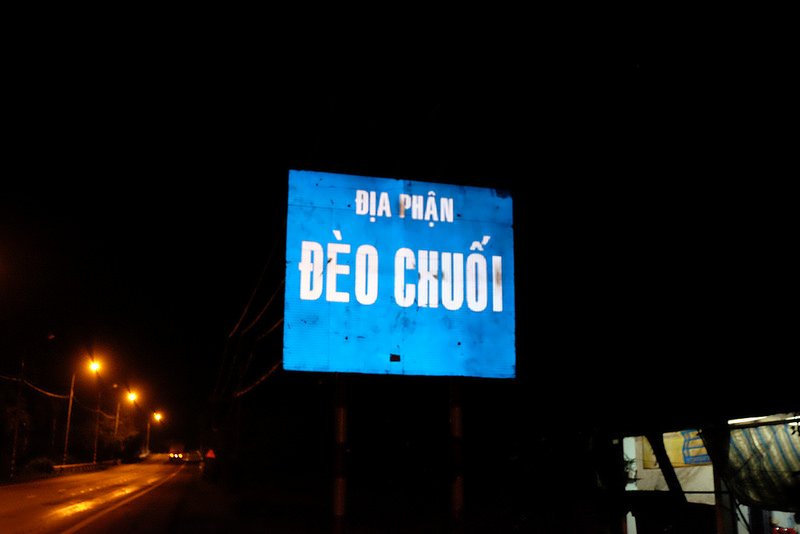 ĐỊA PHẬN
ĐÈO CHUỐI